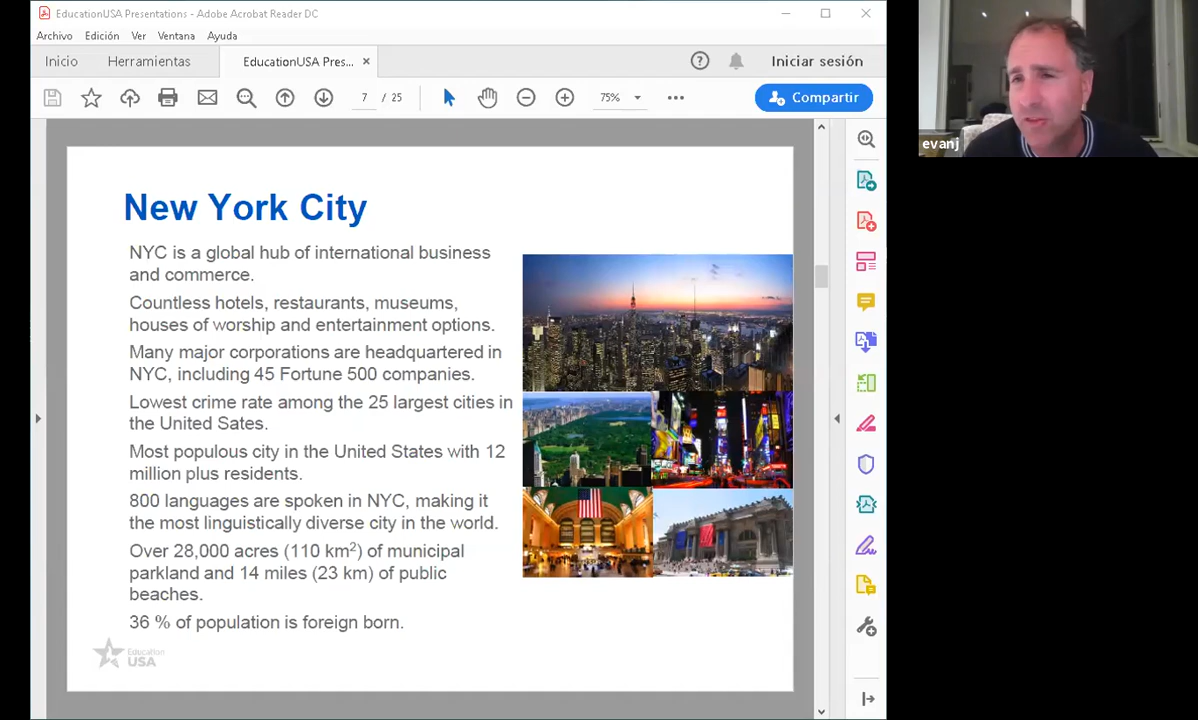 EducationUSA Presentations - Adobe Acrobat Reader DC
Archivo Edición Ver Ventana Ayuda
Inicio Herramientas EducationUSA Pres... Iniciar sesión
7 / 25 75% Compartir
evanj
New York City
NYC is a global hub of international business
and commerce.
Countless hotels, restaurants, museums,
houses of worship and entertainment options.
Many major corporations are headquartered in
NYC, including 45 Fortune 500 companies.
Lowest crime rate among the 25 largest cities in
the United Sates.
Most populous city in the United States with 12
million plus residents.
800 languages are spoken in NYC, making it
the most linguistically diverse city in the world.
Over 28,000 acres (110 km²) of municipal
parkland and 14 miles (23 km) of public
beaches.
36 % of population is foreign born.
Education
USA